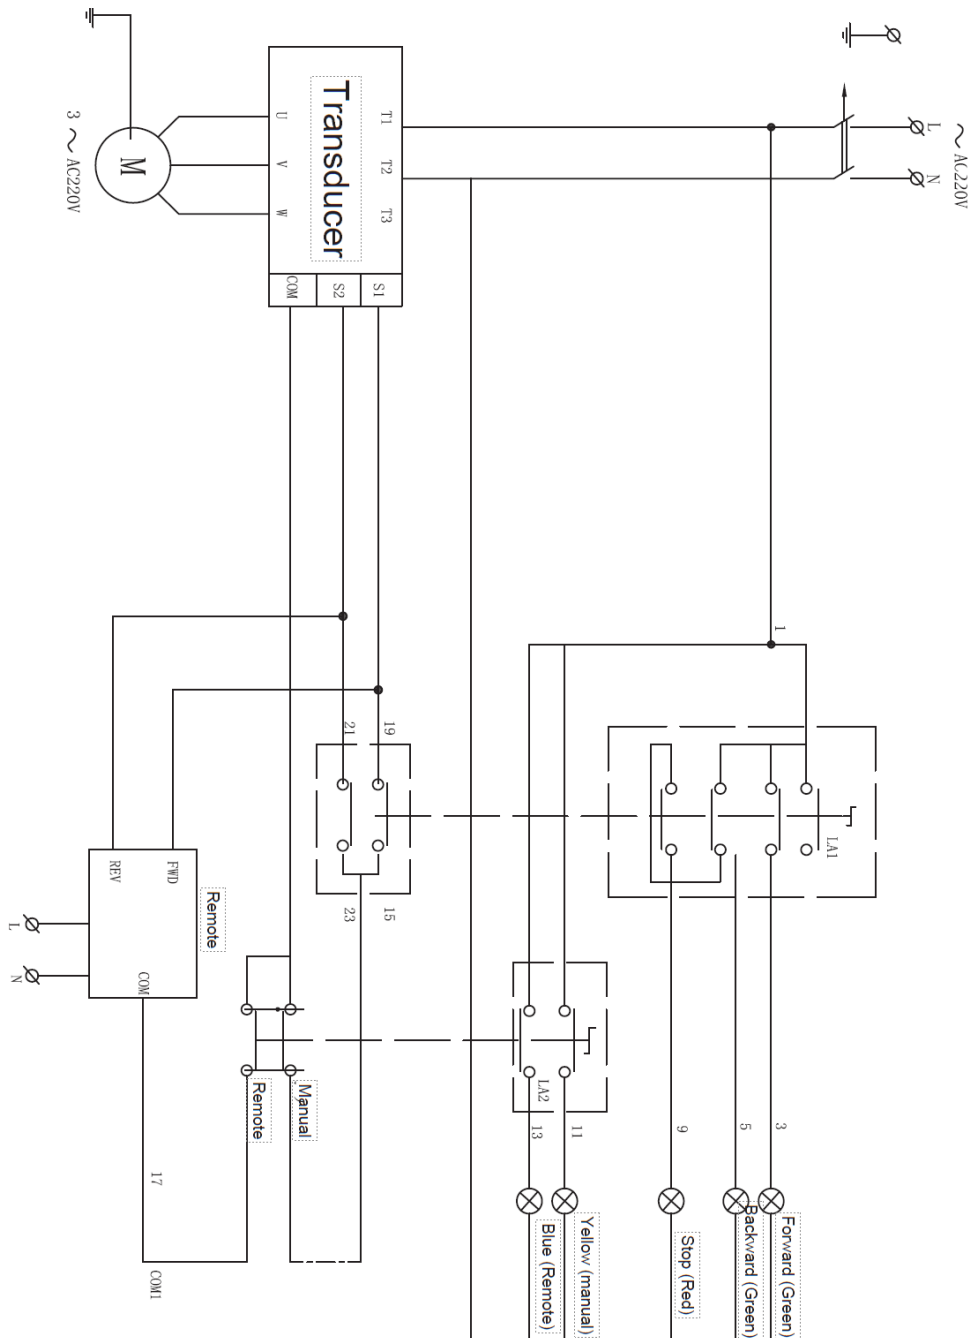 L
N
~ AC220V
3 ~ AC220V
M
Transducer
U
V
W
T1
T2
T3
COM
S2
S1
1
21
19
LA1
23
15
REV
FWD
COM
Remote
L
N
Remote
Manual
LA2
13
11
9
5
3
17
COM1
Blue (Remote)
Yellow (manual)
Stop (Red)
Backward (Green)
Forward (Green)